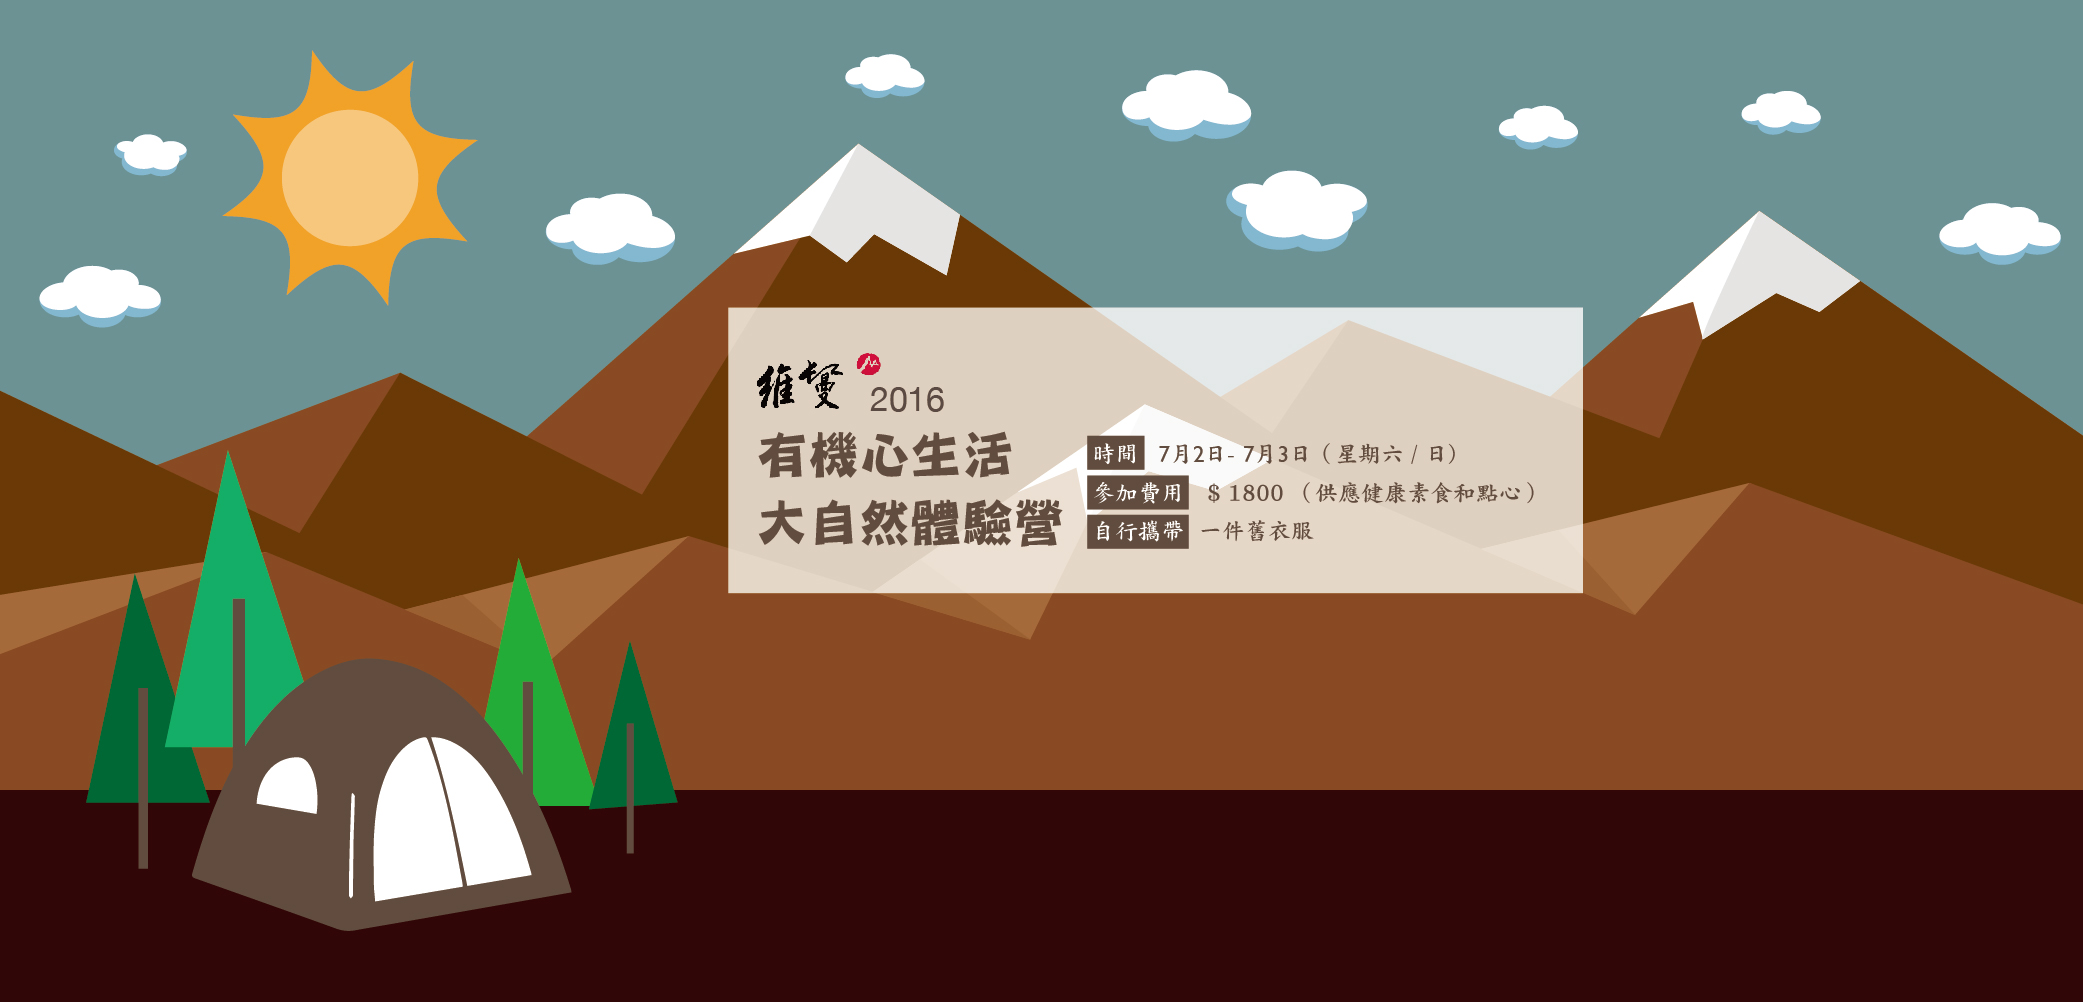 維鬘
2016
有機心生活
大自然體驗營
時間 7月2日- 7月3日（星期六 / 日）
參加費用 $ 1800 （供應健康素食和點心）
自行攜帶 一件舊衣服